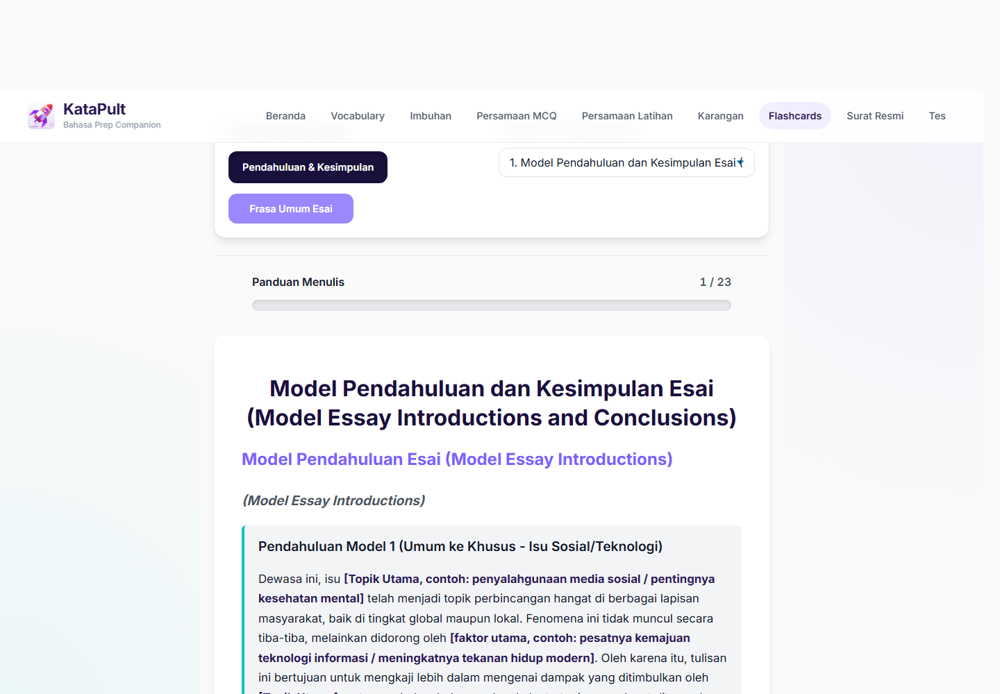 KataPult
Bahasa Prep Companion
Beranda
Vocabulary
Imbuhan
Persamaan MCQ
Persamaan Latihan
Karangan
Flashcards
Surat Resmi
Tes
Pendahuluan & Kesimpulan
1. Model Pendahuluan dan Kesimpulan Esai (
Frasa Umum Esai
Panduan Menulis
1 / 23
Model Pendahuluan dan Kesimpulan Esai
(Model Essay Introductions and Conclusions)
Model Pendahuluan Esai (Model Essay Introductions)
(Model Essay Introductions)
Pendahuluan Model 1 (Umum ke Khusus - Isu Sosial/Teknologi)
Dewasa ini, isu [Topik Utama, contoh: penyalahgunaan media sosial / pentingnya
kesehatan mental] telah menjadi topik perbincangan hangat di berbagai lapisan
masyarakat, baik di tingkat global maupun lokal. Fenomena ini tidak muncul secara
tiba-tiba, melainkan didorong oleh [faktor utama, contoh: pesatnya kemajuan
teknologi informasi / meningkatnya tekanan hidup modern]. Oleh karena itu, tulisan
ini bertujuan untuk mengkaji lebih dalam mengenai dampak yang ditimbulkan oleh